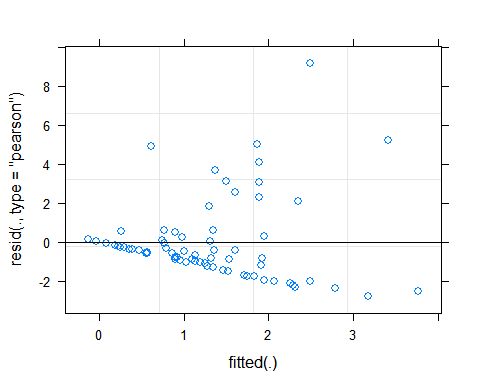 8
6
4
2
0
-2
resid(., type = "pearson")
0 1 2 3
fitted(.)